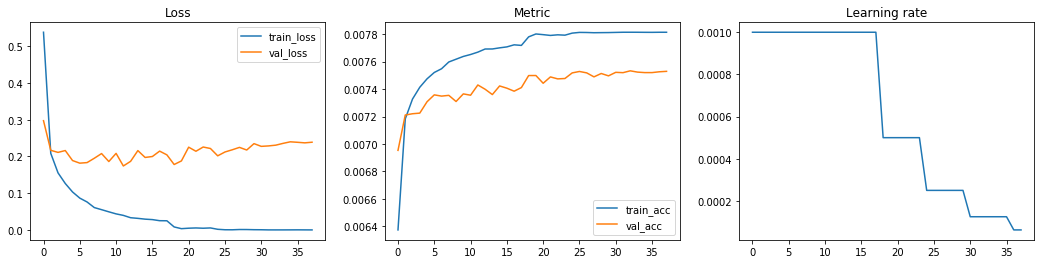 Loss
0.5
0.4
0.3
0.2
0.1
0.0
0 5 10 15 20 25 30 35
train_loss
val_loss
Metric
0.0078
0.0076
0.0074
0.0072
0.0070
0.0068
0.0066
0.0064
0 5 10 15 20 25 30 35
train_acc
val_acc
Learning rate
0.0010
0.0008
0.0006
0.0004
0.0002
0 5 10 15 20 25 30 35